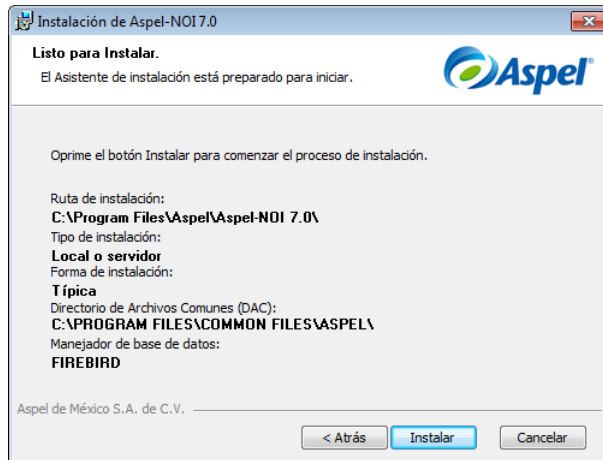 Instalación de Aspel-NOI 7.0
Listo para Instalar.
El Asistente de instalación está preparado para iniciar.
Aspel
Oprime el botón Instalar para comenzar el proceso de instalación.
Ruta de instalación:
C:\Program Files\Aspel\Aspel-NOI 7.0\
Tipo de instalación:
Local o servidor
Forma de instalación:
Típica
Directorio de Archivos Comunes (DAC):
C:\PROGRAM FILES\COMMON FILES\ASPEL\
Manejador de base de datos:
FIREBIRD
Aspel de México S.A. de C.V.
< Atrás Instalar Cancelar